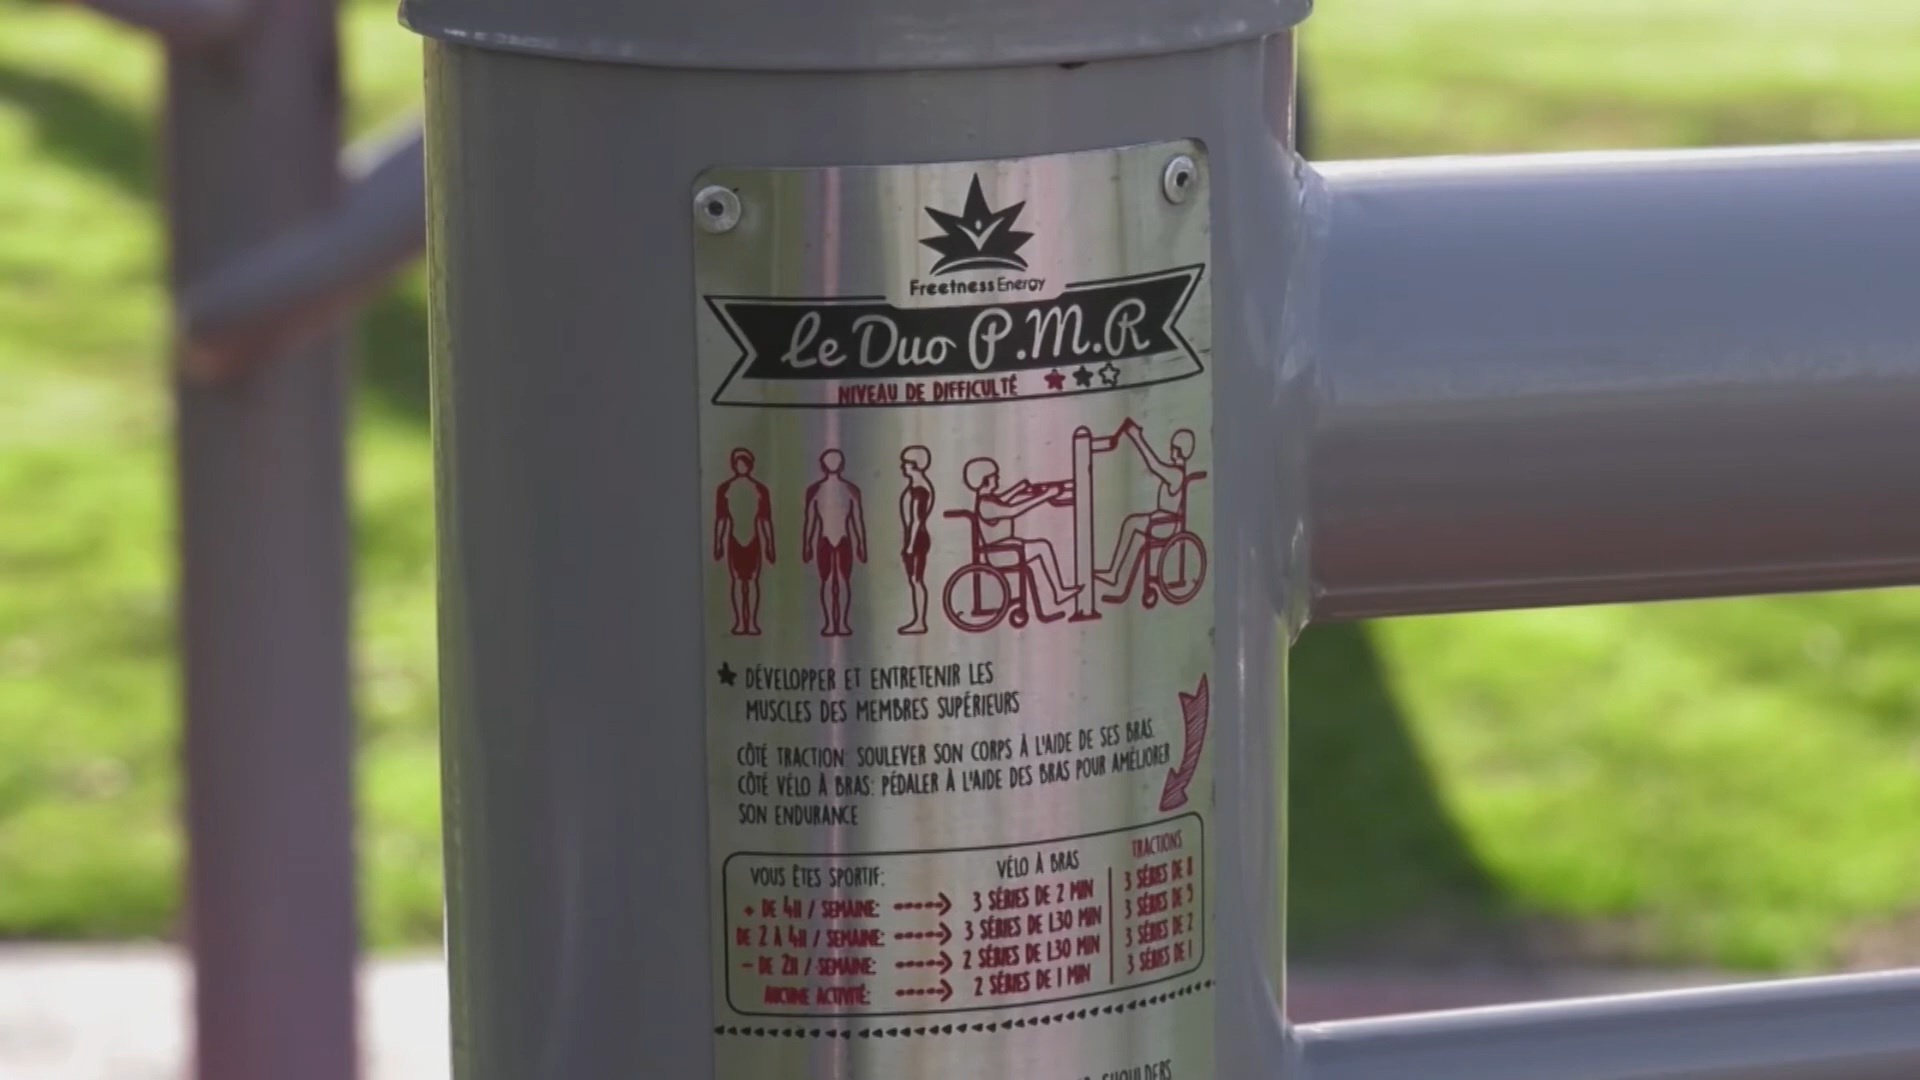 Freetness Energy
Le Duo P.M.R
NIVEAU DE DIFFICULTÉ
DÉVELOPPER ET ENTRETENIR LES
MUSCLES DES MEMBRES SUPÉRIEURS
CÔTÉ TRACTION: SOULEVER SON CORPS À L'AIDE DE SES BRAS.
CÔTÉ VÉLO À BRAS: PÉDALER À L'AIDE DES BRAS POUR AMÉLIORER
SON ENDURANCE
VOUS ÊTES SPORTIF: VÉLO À BRAS TRACTIONS
+ DE 4H / SEMAINE: 3 SÉRIES DE 2 MIN 3 SÉRIES DE 8
DE 2 À 4H / SEMAINE: 3 SÉRIES DE 1.30 MIN 3 SÉRIES DE 5
- DE 2H / SEMAINE: 2 SÉRIES DE 1.30 MIN 3 SÉRIES DE 2
AUCUNE ACTIVITÉ: 2 SÉRIES DE 1 MIN 3 SÉRIES DE 1
SHOULDERS